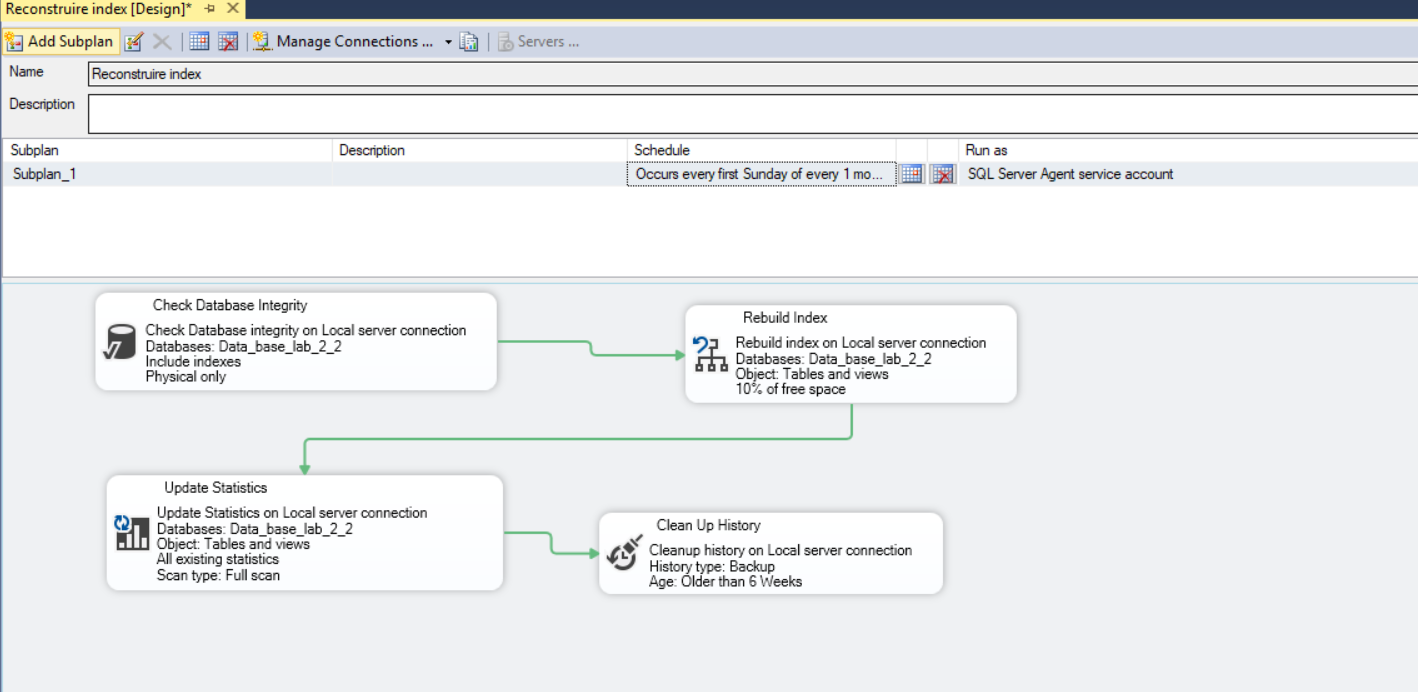 Reconstruire index [Design]*
Add Subplan
Manage Connections ...
Servers ...
Name
Reconstruire index
Description
Subplan Description Schedule Run as
Subplan_1 Occurs every first Sunday of every 1 mo... SQL Server Agent service account
Check Database Integrity
Check Database integrity on Local server connection
Databases: Data_base_lab_2_2
Include indexes
Physical only
Rebuild Index
Rebuild index on Local server connection
Databases: Data_base_lab_2_2
Object: Tables and views
10% of free space
Update Statistics
Update Statistics on Local server connection
Databases: Data_base_lab_2_2
Object: Tables and views
All existing statistics
Scan type: Full scan
Clean Up History
Cleanup history on Local server connection
History type: Backup
Age: Older than 6 Weeks